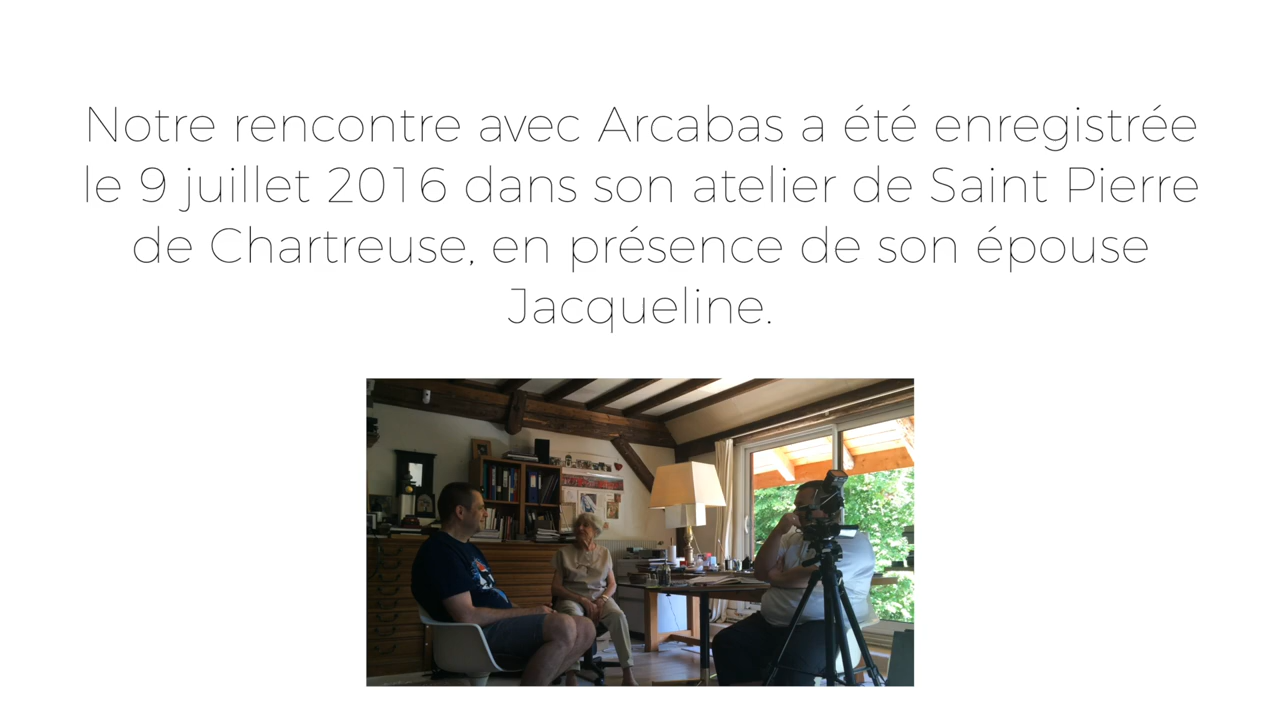 Notre rencontre avec Arcabas a été enregistrée
le 9 juillet 2016 dans son atelier de Saint Pierre
de Chartreuse, en présence de son épouse
Jacqueline.